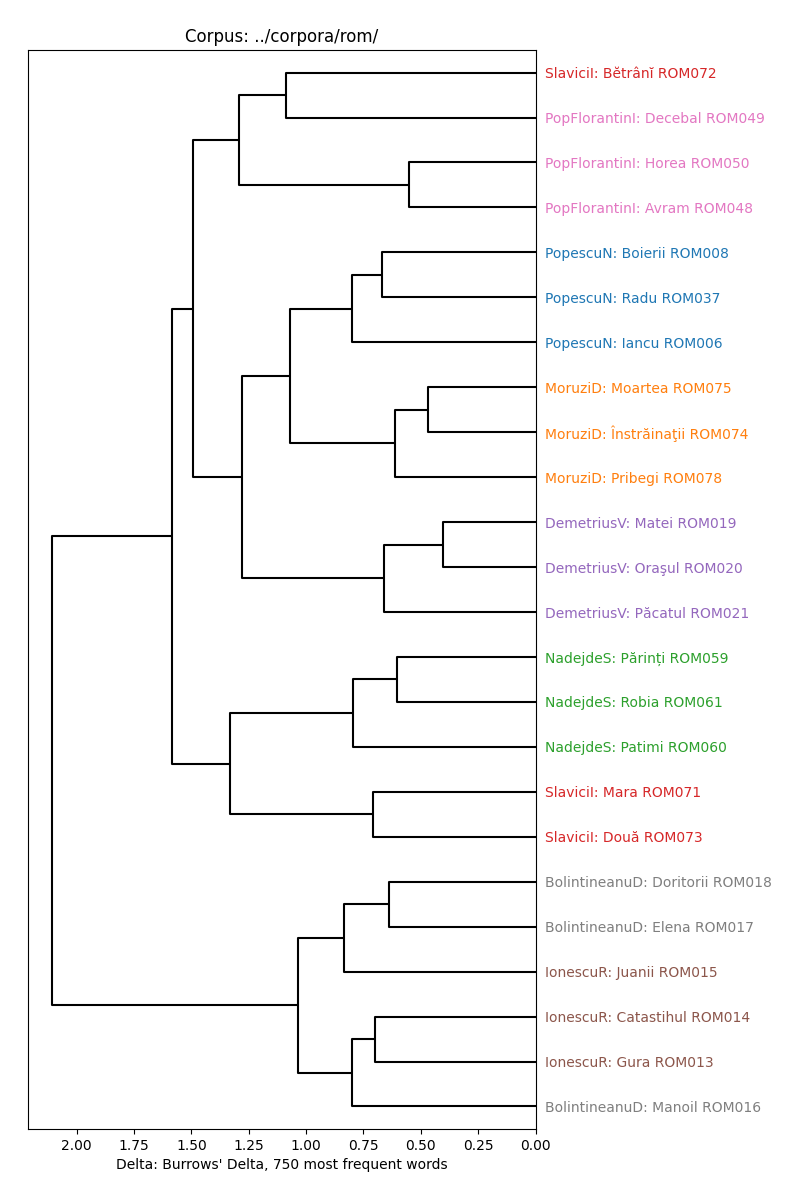 Corpus: ../corpora/rom/
SlaviciI: Bĕtrânĭ ROM072
PopFlorantinI: Decebal ROM049
PopFlorantinI: Horea ROM050
PopFlorantinI: Avram ROM048
PopescuN: Boierii ROM008
PopescuN: Radu ROM037
PopescuN: Iancu ROM006
MoruziD: Moartea ROM075
MoruziD: Înstrăinaţii ROM074
MoruziD: Pribegi ROM078
DemetriusV: Matei ROM019
DemetriusV: Oraşul ROM020
DemetriusV: Păcatul ROM021
NadejdeS: Părinți ROM059
NadejdeS: Robia ROM061
NadejdeS: Patimi ROM060
SlaviciI: Mara ROM071
SlaviciI: Două ROM073
BolintineanuD: Doritorii ROM018
BolintineanuD: Elena ROM017
IonescuR: Juanii ROM015
IonescuR: Catastihul ROM014
IonescuR: Gura ROM013
BolintineanuD: Manoil ROM016
2.00 1.75 1.50 1.25 1.00 0.75 0.50 0.25 0.00
Delta: Burrows' Delta, 750 most frequent words